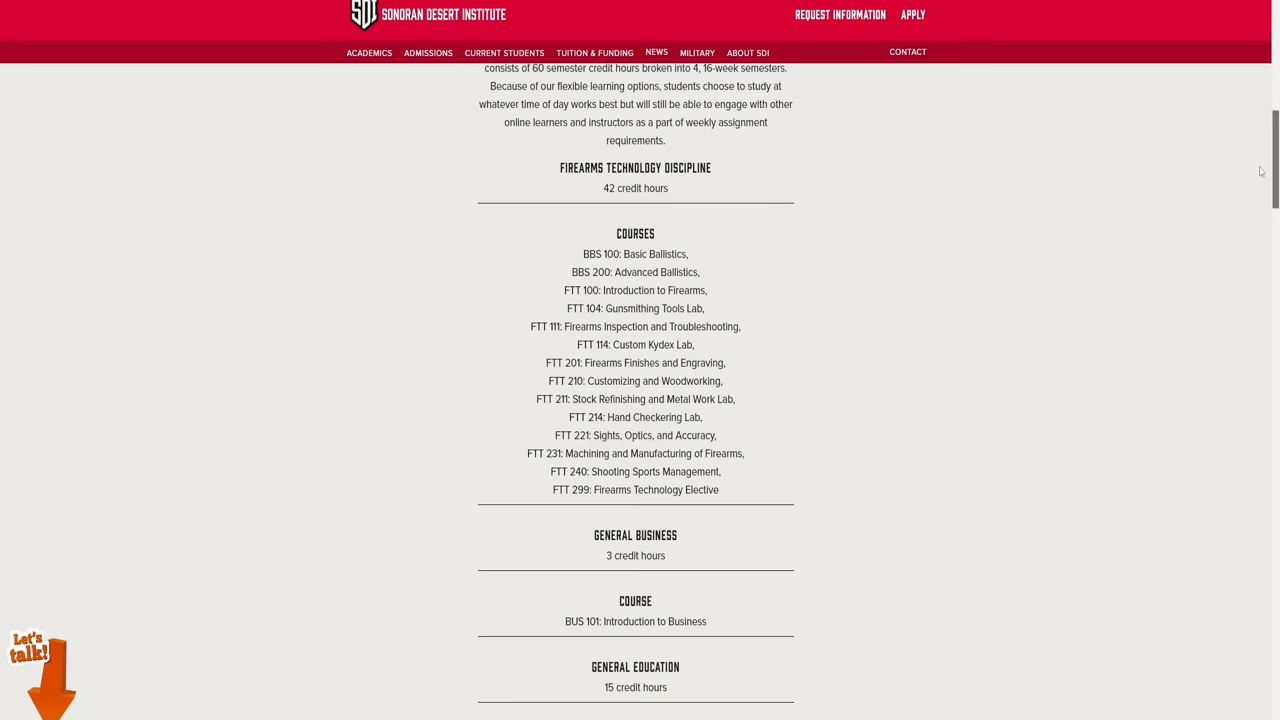 SDI SONORAN DESERT INSTITUTE
REQUEST INFORMATION APPLY
ACADEMICS ADMISSIONS CURRENT STUDENTS TUITION & FUNDING NEWS MILITARY ABOUT SDI CONTACT
consists of 60 semester credit hours broken into 4, 16-week semesters.
Because of our flexible learning options, students choose to study at
whatever time of day works best but will still be able to engage with other
online learners and instructors as a part of weekly assignment
requirements.
FIREARMS TECHNOLOGY DISCIPLINE
42 credit hours
COURSES
BBS 100: Basic Ballistics,
BBS 200: Advanced Ballistics,
FTT 100: Introduction to Firearms,
FTT 104: Gunsmithing Tools Lab,
FTT 111: Firearms Inspection and Troubleshooting,
FTT 114: Custom Kydex Lab,
FTT 201: Firearms Finishes and Engraving,
FTT 210: Customizing and Woodworking,
FTT 211: Stock Refinishing and Metal Work Lab,
FTT 214: Hand Checkering Lab,
FTT 221: Sights, Optics, and Accuracy,
FTT 231: Machining and Manufacturing of Firearms,
FTT 240: Shooting Sports Management,
FTT 299: Firearms Technology Elective
GENERAL BUSINESS
3 credit hours
COURSE
BUS 101: Introduction to Business
GENERAL EDUCATION
15 credit hours
Let's
talk!